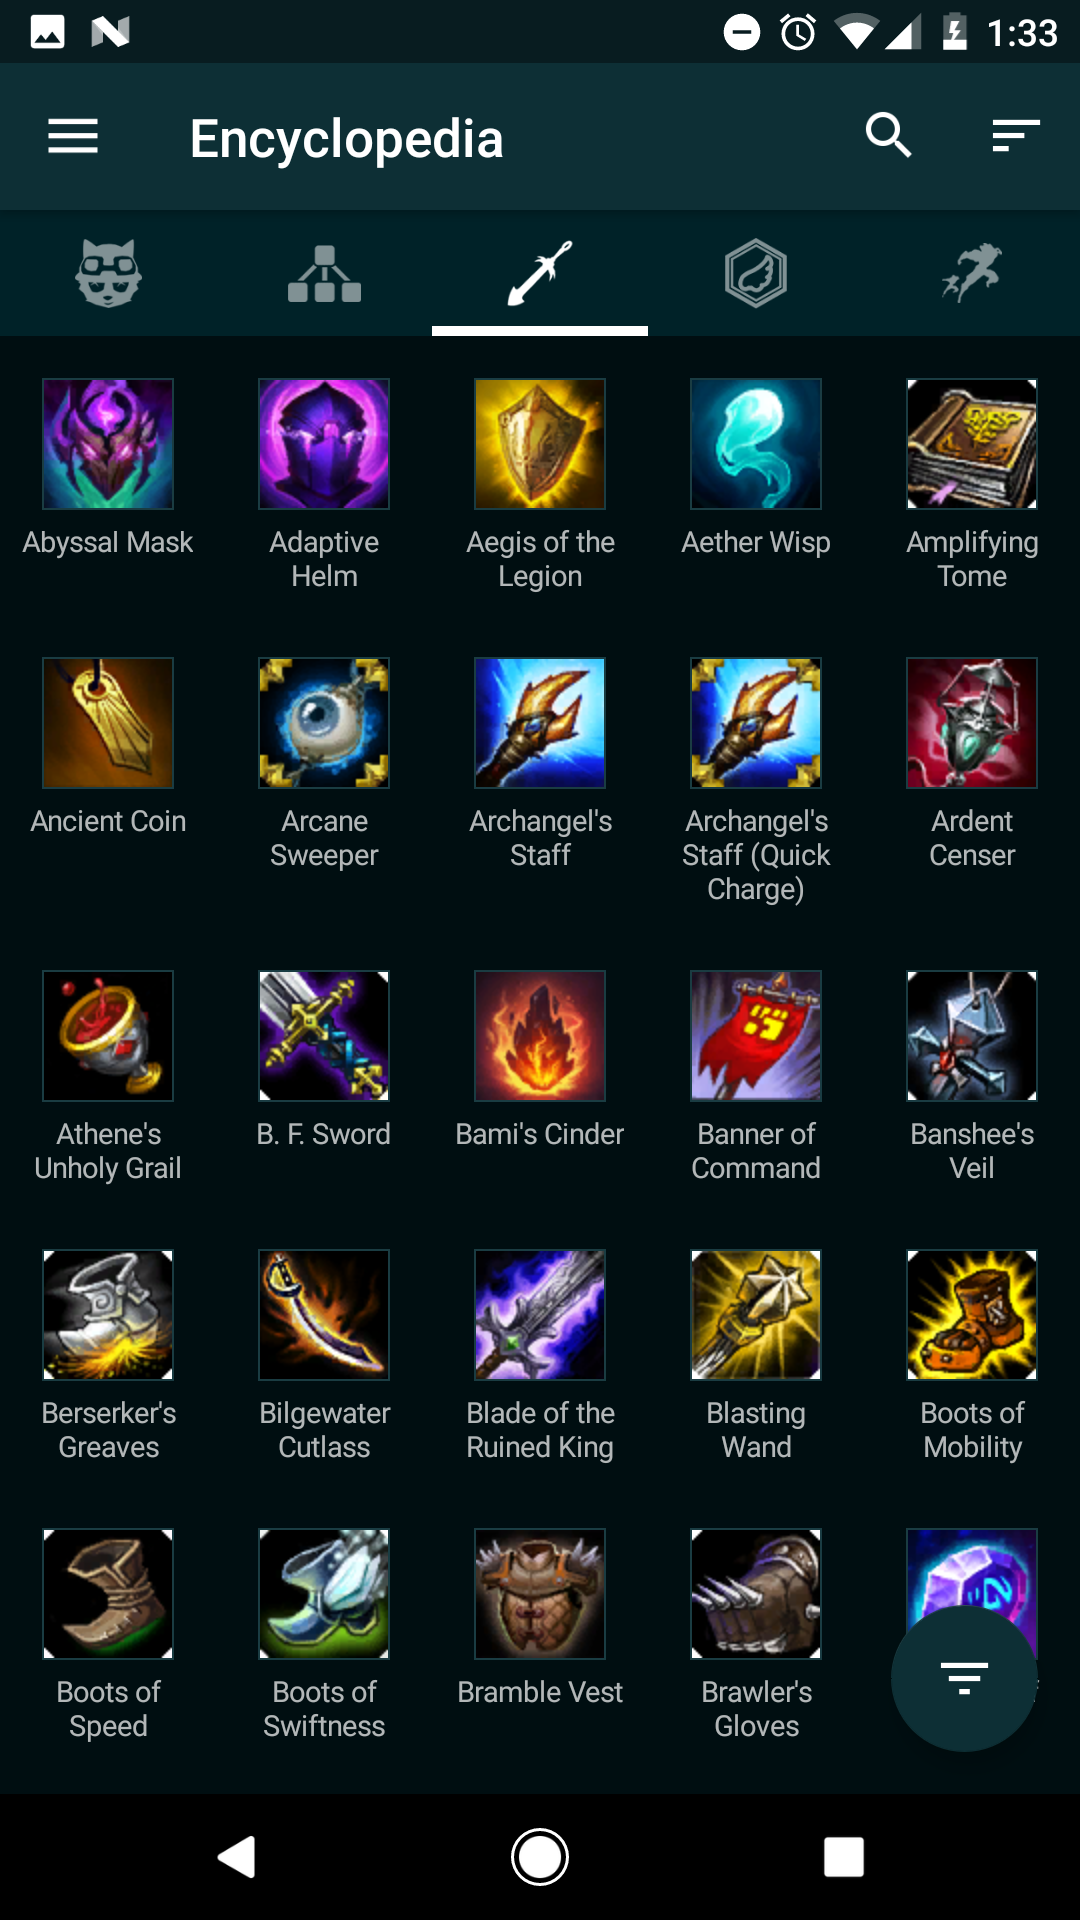 1:33
Encyclopedia
Abyssal Mask
Adaptive
Helm
Aegis of the
Legion
Aether Wisp
Amplifying
Tome
Ancient Coin
Arcane
Sweeper
Archangel's
Staff
Archangel's
Staff (Quick
Charge)
Ardent
Censer
Athene's
Unholy Grail
B. F. Sword
Bami's Cinder
Banner of
Command
Banshee's
Veil
Berserker's
Greaves
Bilgewater
Cutlass
Blade of the
Ruined King
Blasting
Wand
Boots of
Mobility
Boots of
Speed
Boots of
Swiftness
Bramble Vest
Brawler's
Gloves